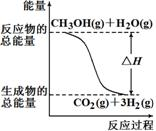 能量
反应物的总能量
CH₃OH(g)+H₂O(g)
ΔH
生成物的总能量
CO₂(g)+3H₂(g)
反应过程